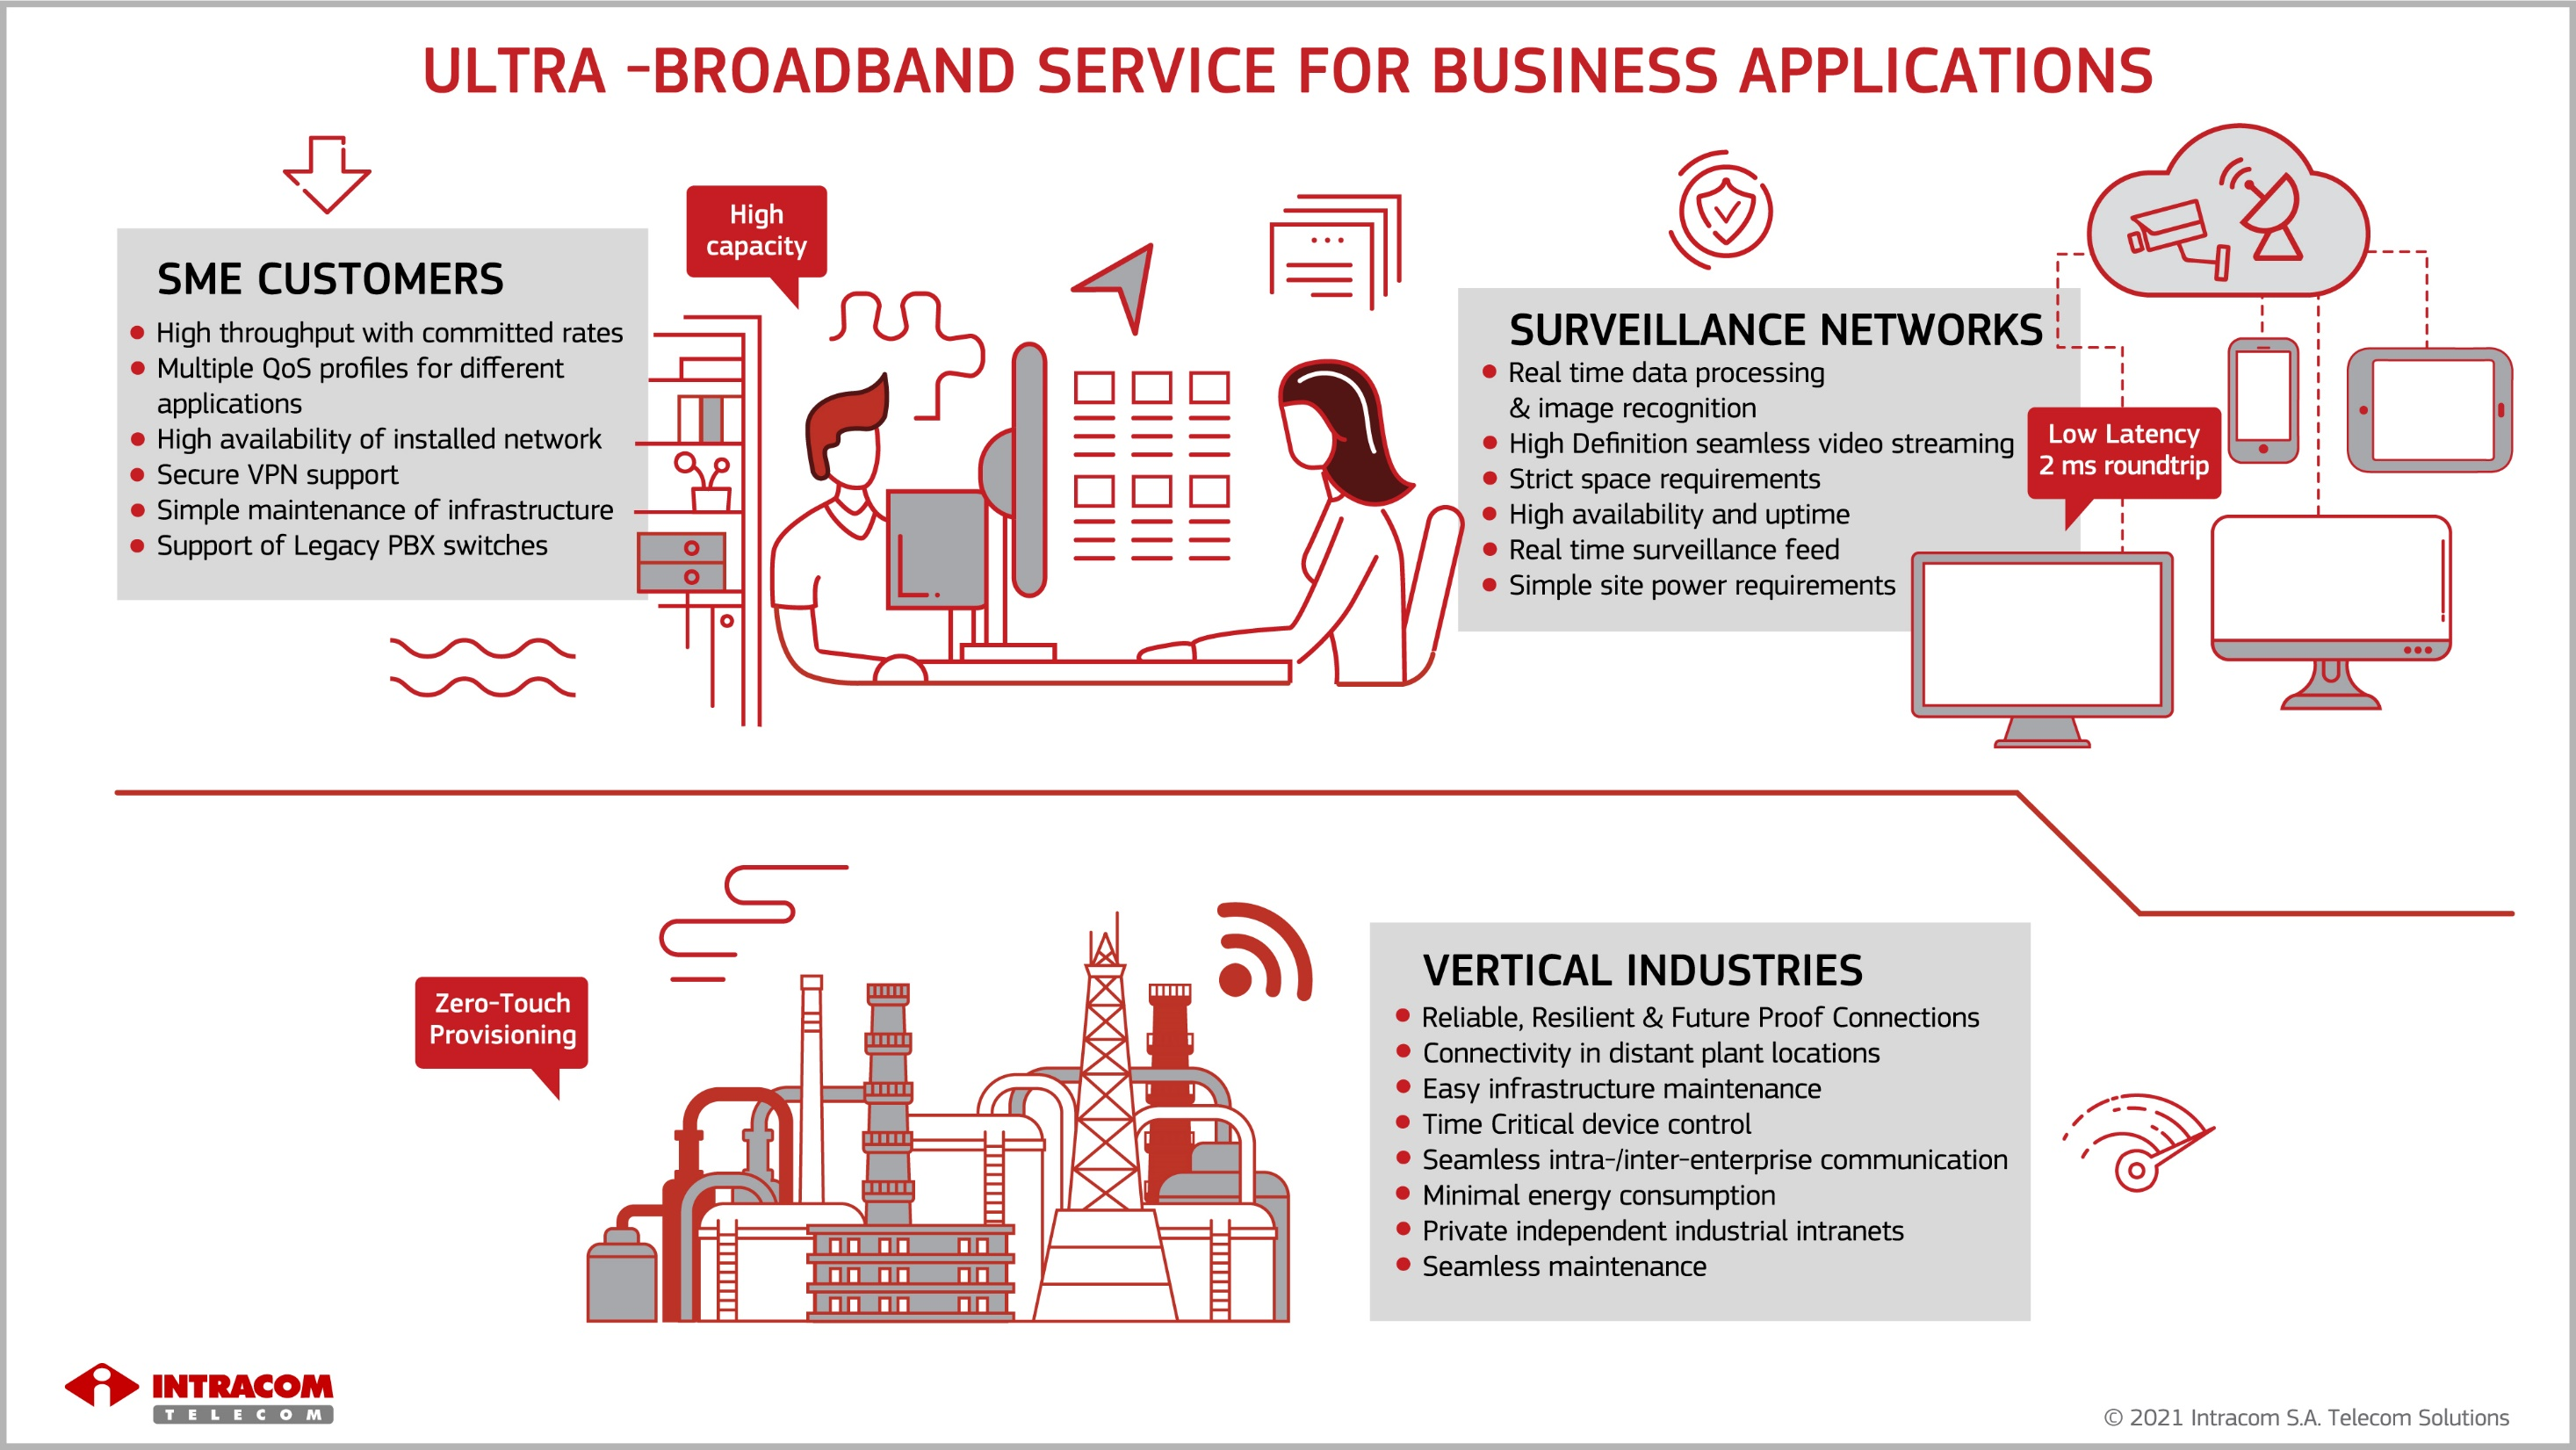 ULTRA -BROADBAND SERVICE FOR BUSINESS APPLICATIONS
High
capacity
SME CUSTOMERS
High throughput with committed rates
Multiple QoS profiles for different
applications
High availability of installed network
Secure VPN support
Simple maintenance of infrastructure
Support of Legacy PBX switches
SURVEILLANCE NETWORKS
Real time data processing
& image recognition
High Definition seamless video streaming
Strict space requirements
High availability and uptime
Real time surveillance feed
Simple site power requirements
Low Latency
2 ms roundtrip
Zero-Touch
Provisioning
VERTICAL INDUSTRIES
Reliable, Resilient & Future Proof Connections
Connectivity in distant plant locations
Easy infrastructure maintenance
Time Critical device control
Seamless intra-/inter-enterprise communication
Minimal energy consumption
Private independent industrial intranets
Seamless maintenance
INTRACOM
TELECOM
© 2021 Intracom S.A. Telecom Solutions